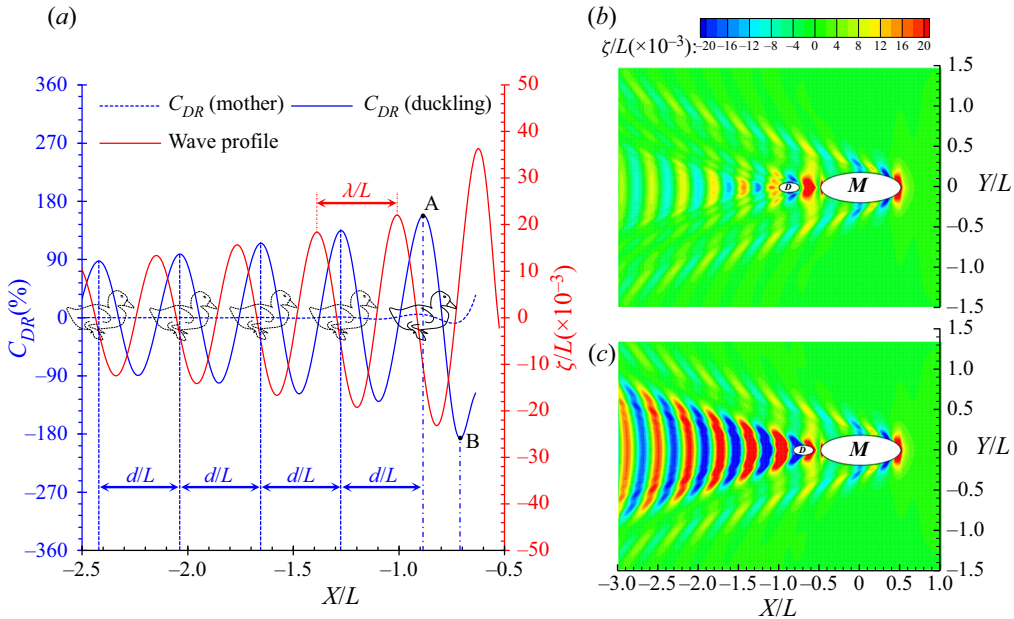 (a)
C_DR (mother) C_DR (duckling)
Wave profile
360
270
180
90
0
−90
−180
−270
−360
C_DR(%)
50
40
30
20
10
0
−10
−20
−30
−40
−50
ζ/L(×10⁻³)
λ/L
A
B
d/L d/L d/L d/L
−2.5 −2.0 −1.5 −1.0 −0.5
X/L
(b)
ζ/L(×10⁻³): −20 −16 −12 −8 −4 0 4 8 12 16 20
D M
1.5
1.0
0.5
0
−0.5
−1.0
−1.5
Y/L
(c)
D M
1.5
1.0
0.5
0
−0.5
−1.0
−1.5
Y/L
−3.0 −2.5 −2.0 −1.5 −1.0 −0.5 0 0.5 1.0
X/L